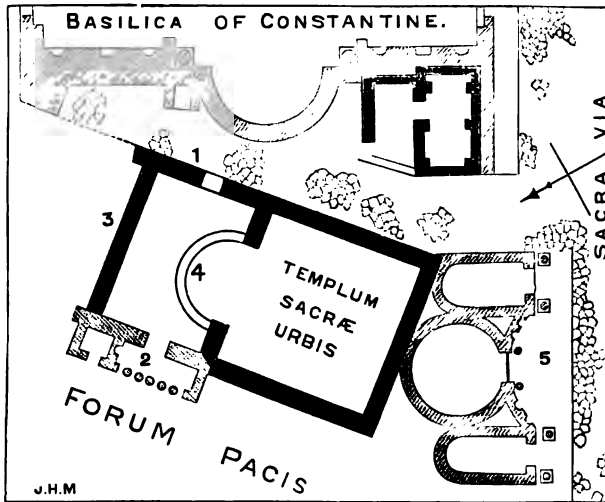 BASILICA OF CONSTANTINE.
SACRA VIA
1
3
4
TEMPLUM
SACRÆ
URBIS
2
5
FORUM PACIS
J.H.M